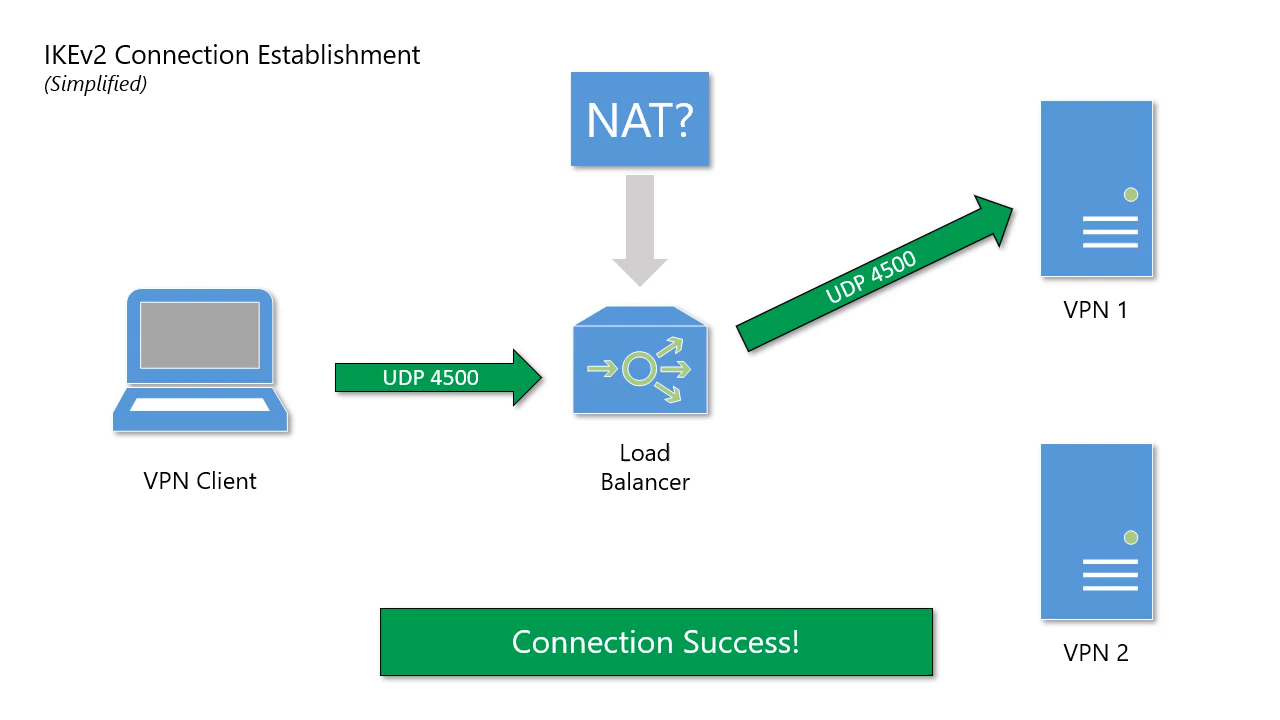 IKEv2 Connection Establishment
(Simplified)
NAT?
UDP 4500
VPN 1
UDP 4500
VPN Client
Load
Balancer
Connection Success!
VPN 2